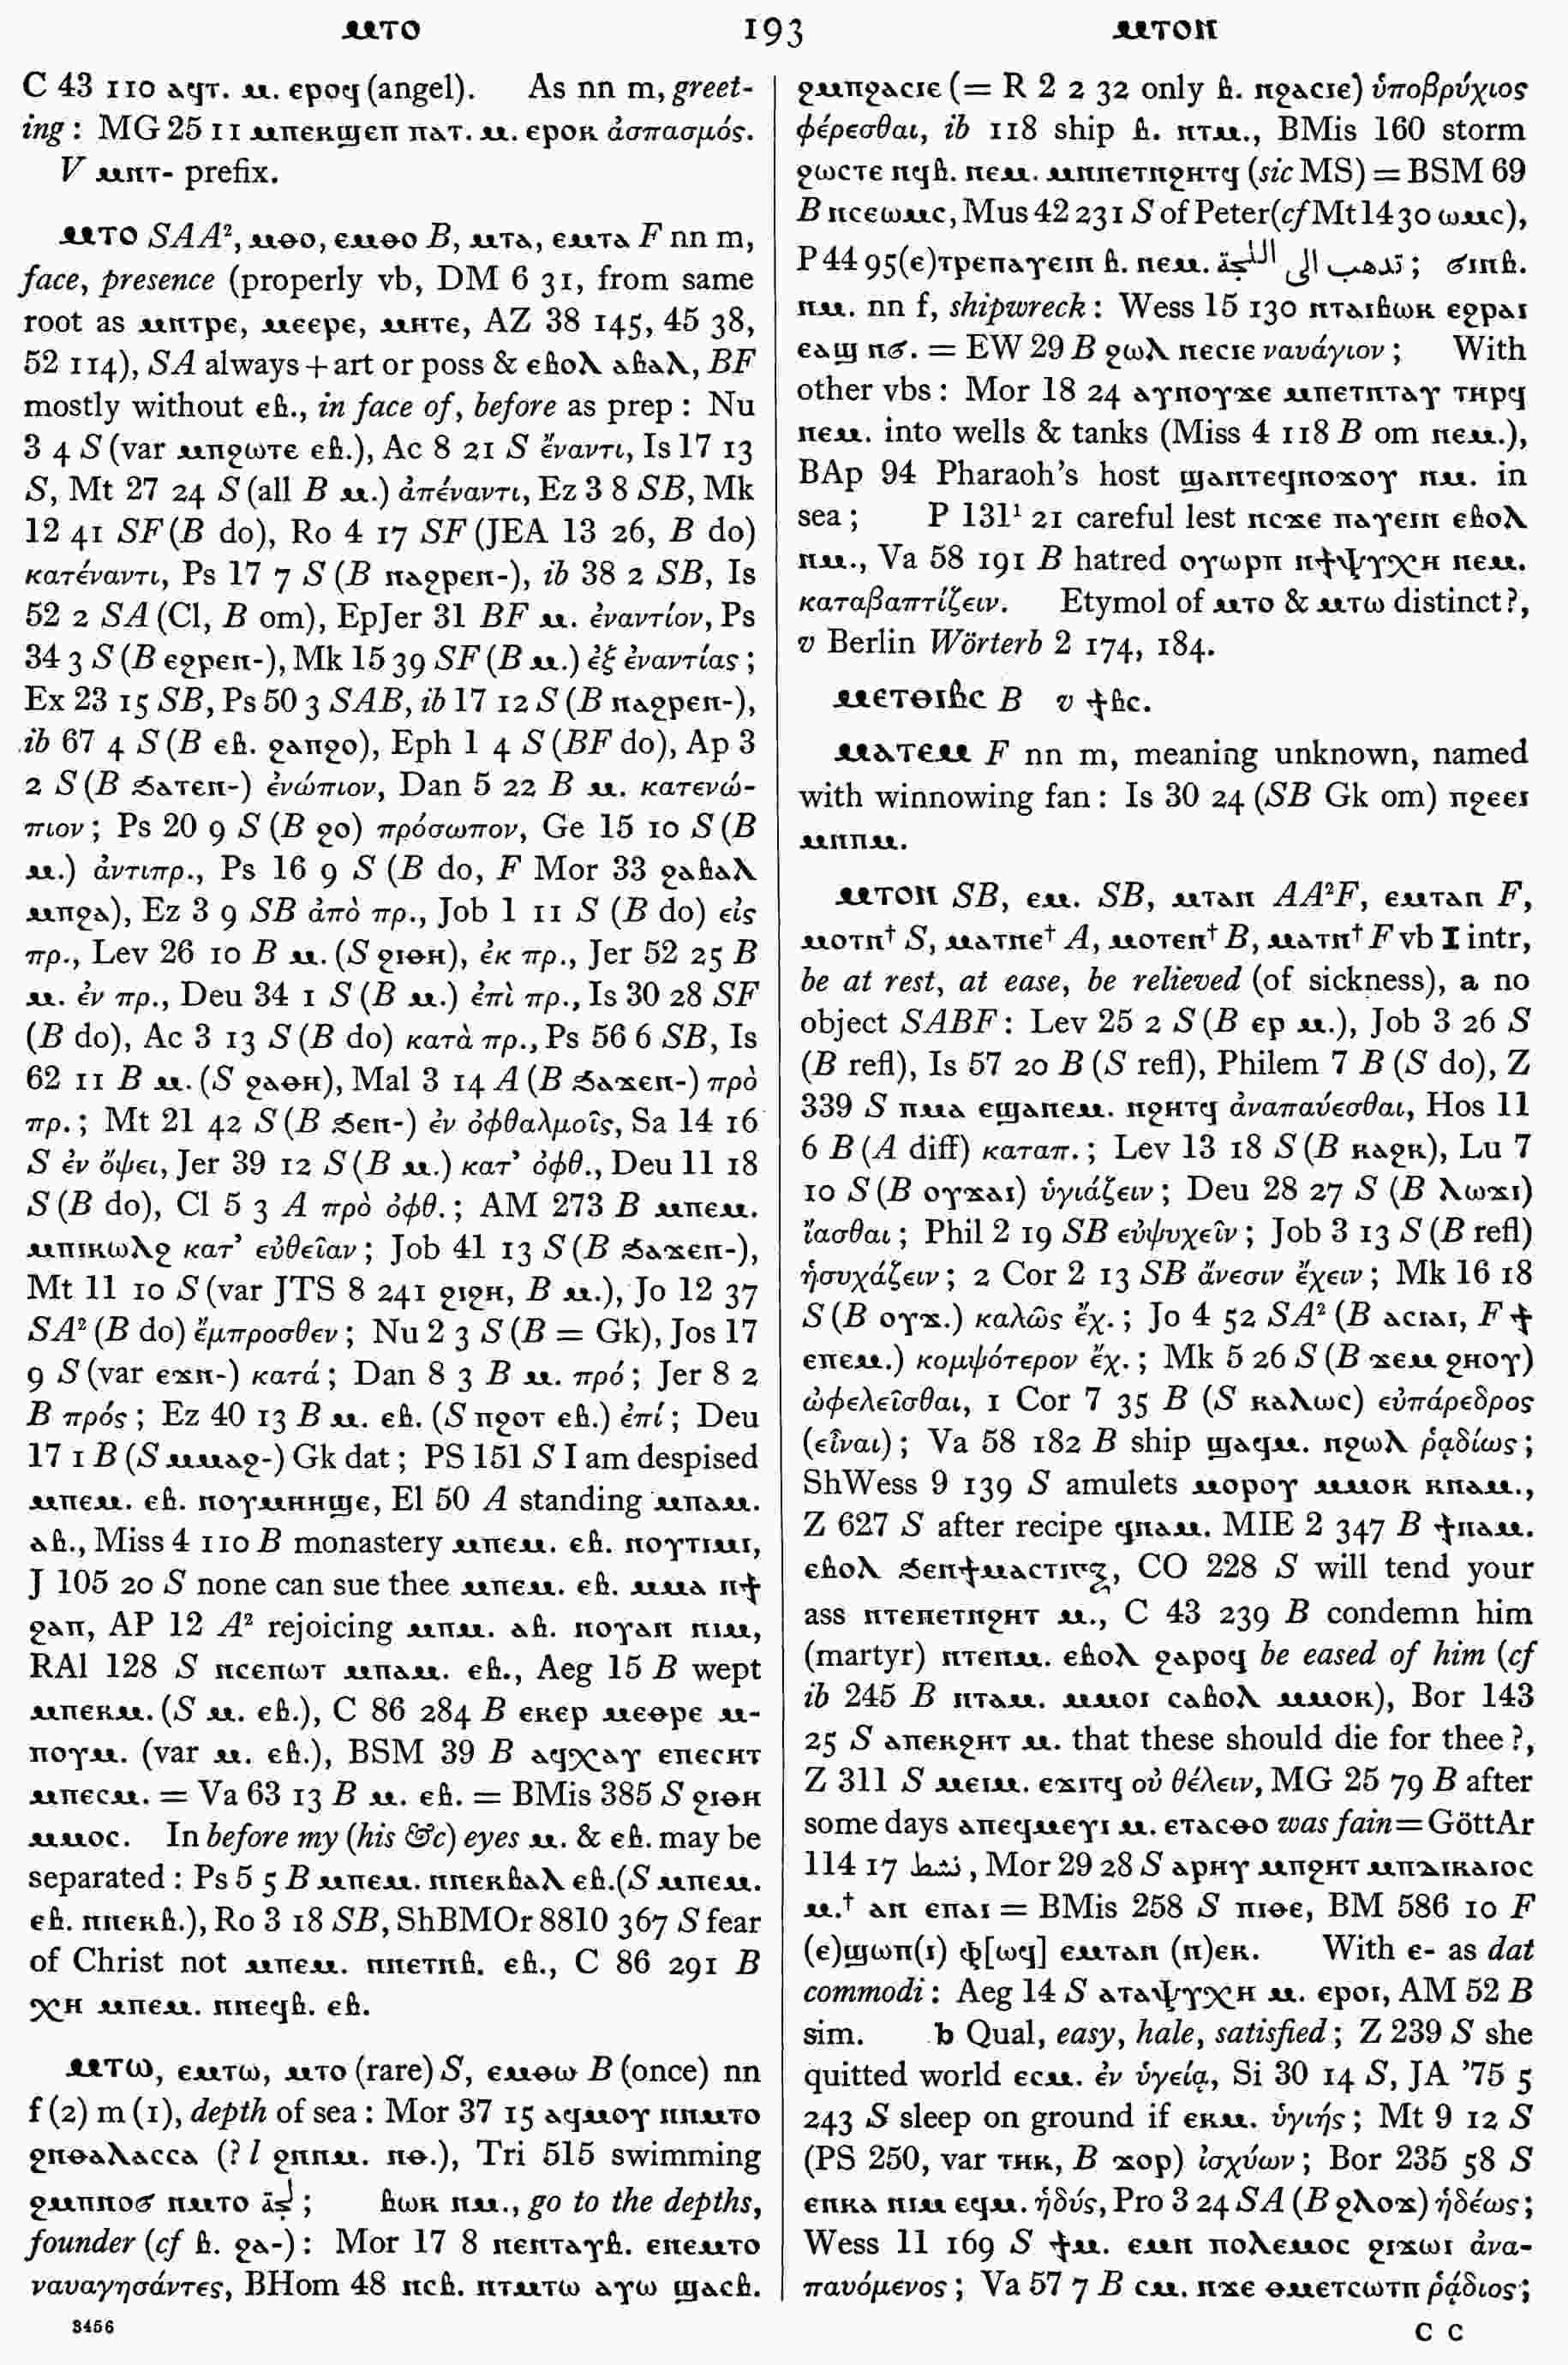 ⲙⲧⲟ 193 ⲙⲧⲟⲛ
C 43 110 ⲁϥⲧ. ⲙ. ⲉⲣⲟϥ (angel). As nn m, greet-
ing: MG 25 11 ⲙⲡⲉⲕϣⲉⲡ ⲡⲁⲧ. ⲙ. ⲉⲣⲟⲕ ἀσπασμός.
V ⲙⲛⲧ- prefix.
ⲙⲧⲟ SAA², ⲙⲑⲟ, ⲉⲙⲑⲟ B, ⲙⲧⲁ, ⲉⲙⲧⲁ F nn m,
face, presence (properly vb, DM 6 31, from same
root as ⲙⲛⲧⲣⲉ, ⲙⲉⲉⲣⲉ, ⲙⲏⲧⲉ, AZ 38 145, 45 38,
52 114), SA always + art or poss & ⲉⲃⲟⲗ ⲁⲃⲁⲗ, BF
mostly without ⲉⲃ., in face of, before as prep: Nu
3 4 S (var ⲙⲡϩⲱⲧⲉ ⲉⲃ.), Ac 8 21 S ἔναντι, Is 17 13
S, Mt 27 24 S (all B ⲙ.) ἀπέναντι, Ez 3 8 SB, Mk
12 41 SF (B do), Ro 4 17 SF (JEA 13 26, B do)
κατέναντι, Ps 17 7 S (B ⲛⲁϩⲣⲉⲛ-), ib 38 2 SB, Is
52 2 SA (Cl, B om), EpJer 31 BF ⲙ. ἐναντίον, Ps
34 3 S (B ⲉϩⲣⲉⲛ-), Mk 15 39 SF (B ⲙ.) ἐξ ἐναντίας;
Ex 23 15 SB, Ps 50 3 SAB, ib 17 12 S (B ⲛⲁϩⲣⲉⲛ-),
ib 67 4 S (B ⲉⲃ. ϩⲁⲡϩⲟ), Eph 1 4 S (BF do), Ap 3
2 S (B ϧⲁⲧⲉⲛ-) ἐνώπιον, Dan 5 22 B ⲙ. κατενώ-
πιον; Ps 20 9 S (B ϩⲟ) πρόσωπον, Ge 15 10 S (B
ⲙ.) ἀντιπρ., Ps 16 9 S (B do, F Mor 33 ϩⲁⲃⲁⲗ
ⲙⲡϩⲁ), Ez 3 9 SB ἀπὸ πρ., Job 1 11 S (B do) εἰς
πρ., Lev 26 10 B ⲙ. (S ϩⲓⲑⲏ), ἐκ πρ., Jer 52 25 B
ⲙ. ἐν πρ., Deu 34 1 S (B ⲙ.) ἐπὶ πρ., Is 30 28 SF
(B do), Ac 3 13 S (B do) κατὰ πρ., Ps 56 6 SB, Is
62 11 B ⲙ. (S ϩⲁⲑⲏ), Mal 3 14 A (B ϧⲁϫⲉⲛ-) πρὸ
πρ.; Mt 21 42 S (B ϧⲉⲛ-) ἐν ὀφθαλμοῖς, Sa 14 16
S ἐν ὄψει, Jer 39 12 S (B ⲙ.) κατ’ ὀφθ., Deu 11 18
S (B do), Cl 5 3 A πρὸ ὀφθ.; AM 273 B ⲙⲡⲉⲙ.
ⲙⲡⲓⲕⲱⲗϩ κατ’ εὐθεῖαν; Job 41 13 S (B ϧⲁϫⲉⲛ-),
Mt 11 10 S (var JTS 8 241 ϩⲓϩⲏ, B ⲙ.), Jo 12 37
SA² (B do) ἔμπροσθεν; Nu 2 3 S (B = Gk), Jos 17
9 S (var ⲉϫⲛ-) κατά; Dan 8 3 B ⲙ. πρό; Jer 8 2
B πρός; Ez 40 13 B ⲙ. ⲉⲃ. (S ⲡϩⲟⲧ ⲉⲃ.) ἐπί; Deu
17 1 B (S ⲙⲙⲁϩ-) Gk dat; PS 151 S I am despised
ⲙⲡⲉⲙ. ⲉⲃ. ⲛⲟⲩⲙⲏⲏϣⲉ, El 50 A standing ⲙⲡⲁⲙ.
ⲁⲃ., Miss 4 110 B monastery ⲙⲡⲉⲙ. ⲉⲃ. ⲛⲟⲩⲧⲓⲙⲓ,
J 105 20 S none can sue thee ⲙⲡⲉⲙ. ⲉⲃ. ⲙⲙⲁ ⲛϯ
ϩⲁⲡ, AP 12 A² rejoicing ⲙⲡⲙ. ⲁⲃ. ⲛⲟⲩⲁⲛ ⲛⲓⲙ,
RAl 128 S ⲛⲥⲉⲡⲱⲧ ⲙⲡⲁⲙ. ⲉⲃ., Aeg 15 B wept
ⲙⲡⲉⲕⲙ. (S ⲙ. ⲉⲃ.), C 86 284 B ⲉⲕⲉⲣ ⲙⲉⲑⲣⲉ ⲙ-
ⲡⲟⲩⲙ. (var ⲙ. ⲉⲃ.), BSM 39 B ⲁϥⲭⲁⲩ ⲉⲡⲉⲥⲏⲧ
ⲙⲡⲉⲥⲙ. = Va 63 13 B ⲙ. ⲉⲃ. = BMis 385 S ϩⲓⲑⲏ
ⲙⲙⲟⲥ. In before my (his &c) eyes ⲙ. & ⲉⲃ. may be
separated: Ps 5 5 B ⲙⲡⲉⲙ. ⲛⲛⲉⲕⲃⲁⲗ ⲉⲃ. (S ⲙⲡⲉⲙ.
ⲉⲃ. ⲛⲛⲉⲕⲃ.), Ro 3 18 SB, ShBMOr 8810 367 S fear
of Christ not ⲙⲡⲉⲙ. ⲛⲛⲉⲧⲛⲃ. ⲉⲃ., C 86 291 B
ⲭⲏ ⲙⲡⲉⲙ. ⲛⲛⲉϥⲃ. ⲉⲃ.
ⲙⲧⲱ, ⲉⲙⲧⲱ, ⲙⲧⲟ (rare) S, ⲉⲙⲑⲱ B (once) nn
f (2) m (1), depth of sea: Mor 37 15 ⲁϥⲙⲟⲩ ⲛⲡⲙⲧⲟ
ϩⲛⲑⲁⲗⲁⲥⲥⲁ (? l ϩⲙⲡⲙ. ⲛⲑ.), Tri 515 swimming
ϩⲙⲡⲛⲟϭ ⲛⲙⲧⲟ لجة; ⲃⲱⲕ ⲛⲙ., go to the depths,
founder (cf ⲃ. ϩⲁ-): Mor 17 8 ⲛⲉⲛⲧⲁⲩⲃ. ⲉⲡⲉⲙⲧⲟ
ναυαγησάντες, BHom 48 ⲛⲥⲃ. ⲛⲧⲙⲧⲱ ⲁⲩⲱ ϣⲁⲥⲃ.
3456
ϩⲙⲡϩⲁⲥⲓⲉ (= R 2 2 32 only ⲃ. ⲛϩⲁⲥⲓⲉ) ὑποβρύχιος
φέρεσθαι, ib 118 ship ⲃ. ⲛⲧⲙ., BMis 160 storm
ϩⲱⲥⲧⲉ ⲛϥⲃ. ⲛⲉⲙ. ⲙⲛⲡⲉⲧⲛϩⲏⲧϥ (sic MS) = BSM 69
B ⲛⲥⲉⲱⲙⲥ, Mus 42 231 S of Peter (cf Mt 14 30 ⲱⲙⲥ),
P 44 95 (ⲉ)ⲧⲣⲉⲡⲁⲩⲉⲓⲛ ⲃ. ⲛⲉⲙ. تذهب الى اللجة; ϭⲓⲛⲃ.
ⲛⲙ. nn f, shipwreck: Wess 15 130 ⲛⲧⲁⲓⲃⲱⲕ ⲉϩⲣⲁⲓ
ⲉⲁϣ ⲛϭ. = EW 29 B ϩⲱⲗ ⲛⲉⲥⲓⲉ ναυάγιον; With
other vbs: Mor 18 24 ⲁⲩⲛⲟⲩϫⲉ ⲙⲡⲉⲧⲛⲧⲁⲩ ⲧⲏⲣϥ
ⲛⲉⲙ. into wells & tanks (Miss 4 118 B om ⲛⲉⲙ.),
BAp 94 Pharaoh’s host ϣⲁⲛⲧⲉϥⲛⲟϫⲟⲩ ⲛⲙ. in
sea; P 131¹ 21 careful lest ⲛⲥϫⲉ ⲡⲁⲩⲉⲓⲛ ⲉⲃⲟⲗ
ⲛⲙ., Va 58 191 B hatred ⲟⲩⲱⲣⲡ ⲛϯⲯⲩⲭⲏ ⲛⲉⲙ.
καταβαπτίζειν. Etymol of ⲙⲧⲟ & ⲙⲧⲱ distinct?,
v Berlin Wörterb 2 174, 184.
ⲙⲉⲧⲑⲓⲃⲥ B v ϯⲃⲥ.
ⲙⲁⲧⲉⲙ F nn m, meaning unknown, named
with winnowing fan: Is 30 24 (SB Gk om) ⲡϩⲉⲉⲓ
ⲙⲛⲡⲙ.
ⲙⲧⲟⲛ SB, ⲉⲙ. SB, ⲙⲧⲁⲛ AA²F, ⲉⲙⲧⲁⲛ F,
ⲙⲟⲧⲛ† S, ⲙⲁⲧⲛⲉ† A, ⲙⲟⲧⲉⲛ† B, ⲙⲁⲧⲛ† F vb I intr,
be at rest, at ease, be relieved (of sickness), a no
object SABF: Lev 25 2 S (B ⲉⲣ ⲙ.), Job 3 26 S
(B refl), Is 57 20 B (S refl), Philem 7 B (S do), Z
339 S ⲡⲙⲁ ⲉϣⲁⲛⲉⲙ. ⲛϩⲏⲧϥ ἀναπαύεσθαι, Hos 11
6 B (A diff) καταπ.; Lev 13 18 S (B ⲕⲁϩⲕ), Lu 7
10 S (B ⲟⲩϫⲁⲓ) ὑγιάζειν; Deu 28 27 S (B ⲗⲱϫⲓ)
ἴασθαι; Phil 2 19 SB εὐψυχεῖν; Job 3 13 S (B refl)
ἡσυχάζειν; 2 Cor 2 13 SB ἄνεσιν ἔχειν; Mk 16 18
S (B ⲟⲩϫ.) καλῶς ἔχ.; Jo 4 52 SA² (B ⲁⲥⲓⲁⲓ, F ϯ
ⲉⲡⲉⲙ.) κομψότερον ἔχ.; Mk 5 26 S (B ϫⲉⲙ ϩⲏⲟⲩ)
ὠφελεῖσθαι, 1 Cor 7 35 B (S ⲕⲁⲗⲱⲥ) εὐπάρεδρος
(εἶναι); Va 58 182 B ship ϣⲁϥⲙ. ⲛϩⲱⲗ ῥᾳδίως;
ShWess 9 139 S amulets ⲙⲟⲣⲟⲩ ⲙⲙⲟⲕ ⲕⲛⲁⲙ.,
Z 627 S after recipe ϥⲛⲁⲙ. MIE 2 347 B ϯⲛⲁⲙ.
ⲉⲃⲟⲗ ϧⲉⲛϯⲙⲁⲥⲧⲓⲅⲝ, CO 228 S will tend your
ass ⲛⲧⲉⲡⲉⲧⲛϩⲏⲧ ⲙ., C 43 239 B condemn him
(martyr) ⲛⲧⲉⲛⲙ. ⲉⲃⲟⲗ ϩⲁⲣⲟϥ be eased of him (cf
ib 245 B ⲛⲧⲁⲙ. ⲙⲙⲟⲓ ⲥⲁⲃⲟⲗ ⲙⲙⲟⲕ), Bor 143
25 S ⲁⲡⲉⲕϩⲏⲧ ⲙ. that these should die for thee?,
Z 311 S ⲙⲉⲓⲙ. ⲉϫⲓⲧϥ οὐ θέλειν, MG 25 79 B after
some days ⲁⲡⲉϥⲙⲉⲩⲓ ⲙ. ⲉⲧⲁⲥⲑⲟ was fain = GöttAr
114 17 نشط, Mor 29 28 S ⲁⲣⲏⲩ ⲙⲡϩⲏⲧ ⲙⲡⲇⲓⲕⲁⲓⲟⲥ
ⲙ.† ⲁⲛ ⲉⲡⲁⲓ = BMis 258 S ⲡⲓⲑⲉ, BM 586 10 F
(ⲉ)ϣⲱⲡ(ⲓ) ⲫ[ⲱϥ] ⲉⲙⲧⲁⲛ (ⲛ)ⲉⲕ. With ⲉ- as dat
commodi: Aeg 14 S ⲁⲧⲁⲯⲩⲭⲏ ⲙ. ⲉⲣⲟⲓ, AM 52 B
sim. b Qual, easy, hale, satisfied; Z 239 S she
quitted world ⲉⲥⲙ. ἐν ὑγείᾳ, Si 30 14 S, JA ’75 5
243 S sleep on ground if ⲉⲕⲙ. ὑγιής; Mt 9 12 S
(PS 250, var ⲧⲏⲕ, B ϫⲟⲣ) ἰσχύων; Bor 235 58 S
ⲉⲛⲕⲁ ⲛⲓⲙ ⲉϥⲙ. ἡδύς, Pro 3 24 SA (B ϩⲗⲟϫ) ἡδέως;
Wess 11 169 S ϯⲙ. ⲉⲙⲛ ⲡⲟⲗⲉⲙⲟⲥ ϩⲓϫⲱⲓ ἀνα-
παυόμενος; Va 57 7 B ⲥⲙ. ⲛϫⲉ ⲑⲙⲉⲧⲥⲱⲧⲡ ῥᾴδιος;
C C